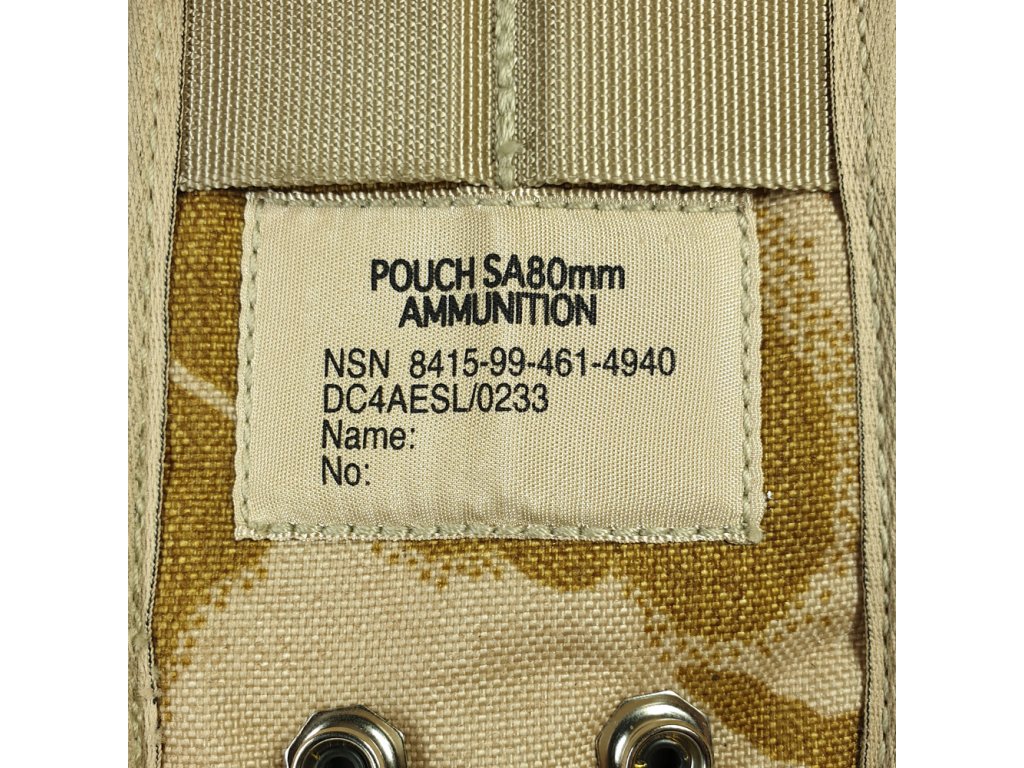 POUCH SA80mm
AMMUNITION
NSN 8415-99-461-4940
DC4AESL/0233
Name:
No: